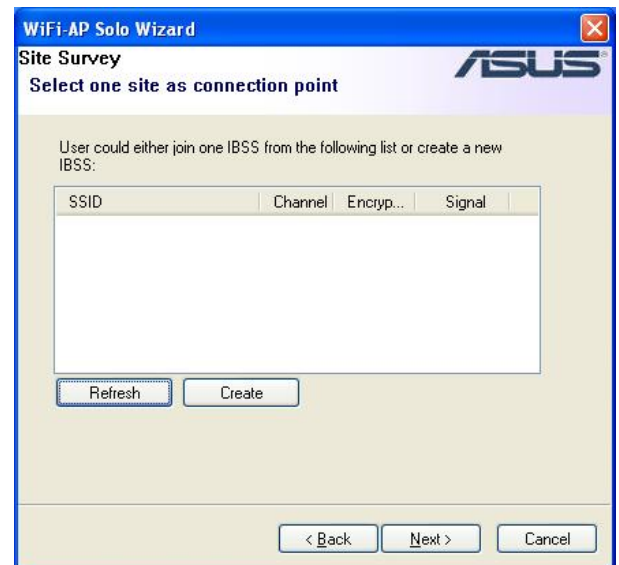 WiFi-AP Solo Wizard
Site Survey
ASUS®
Select one site as connection point
User could either join one IBSS from the following list or create a new
IBSS:
SSID Channel Encryp... Signal
Refresh Create
< Back Next > Cancel